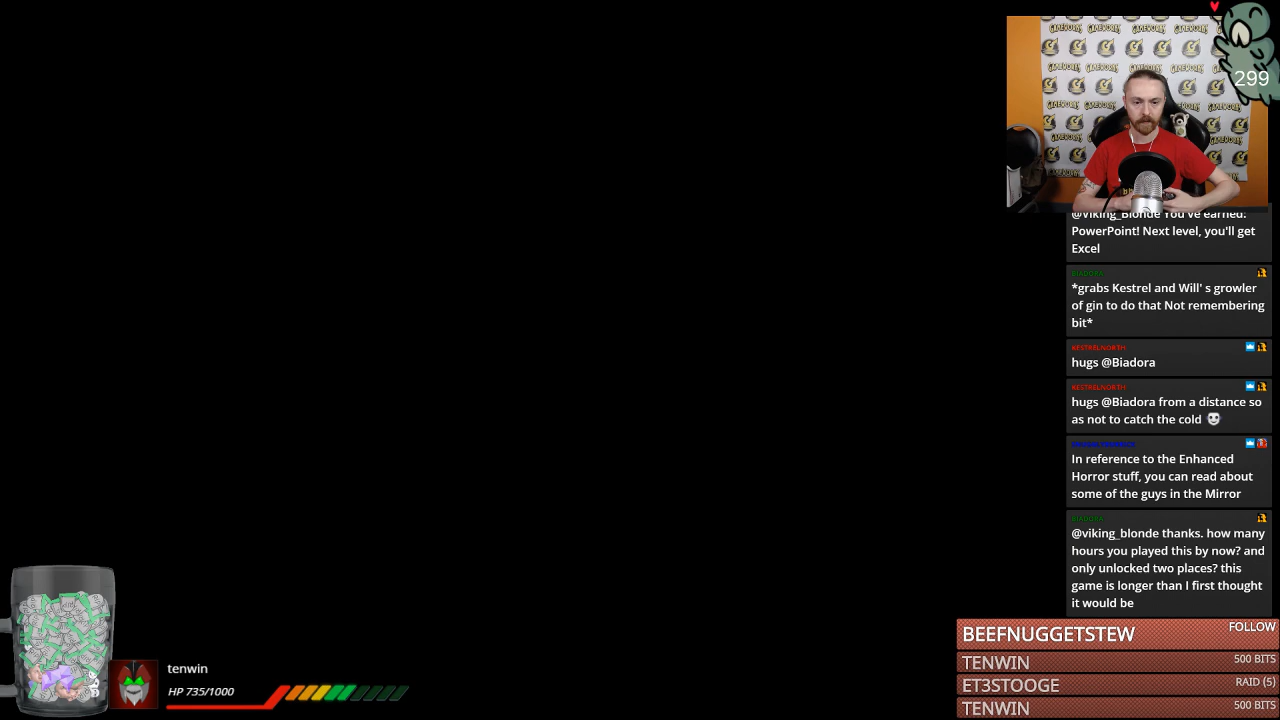 299
@Viking_Blonde You've earned:
PowerPoint! Next level, you'll get
Excel
BIADORA
*grabs Kestrel and Will' s growler
of gin to do that Not remembering
bit*
KESTRELNORTH
hugs @Biadora
KESTRELNORTH
hugs @Biadora from a distance so
as not to catch the cold
In reference to the Enhanced
Horror stuff, you can read about
some of the guys in the Mirror
BIADORA
@viking_blonde thanks. how many
hours you played this by now? and
only unlocked two places? this
game is longer than I first thought
it would be
BEEFNUGGETSTEW FOLLOW
TENWIN 500 BITS
ET3STOOGE RAID (5)
TENWIN 500 BITS
tenwin
HP 735/1000